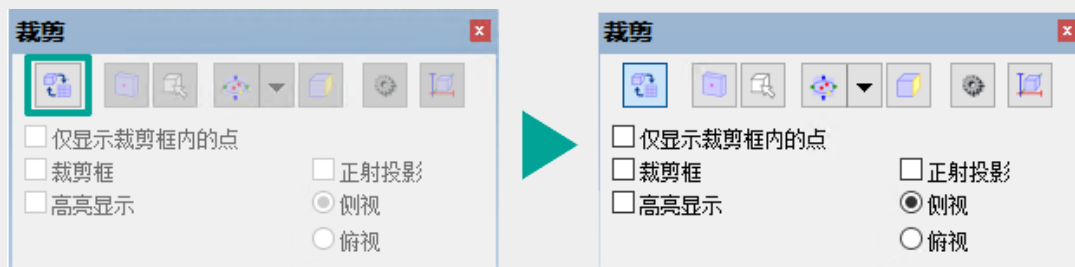 裁剪
仅显示裁剪框内的点
裁剪框
正射投影
高亮显示
侧视
俯视
裁剪
仅显示裁剪框内的点
裁剪框
正射投影
高亮显示
侧视
俯视